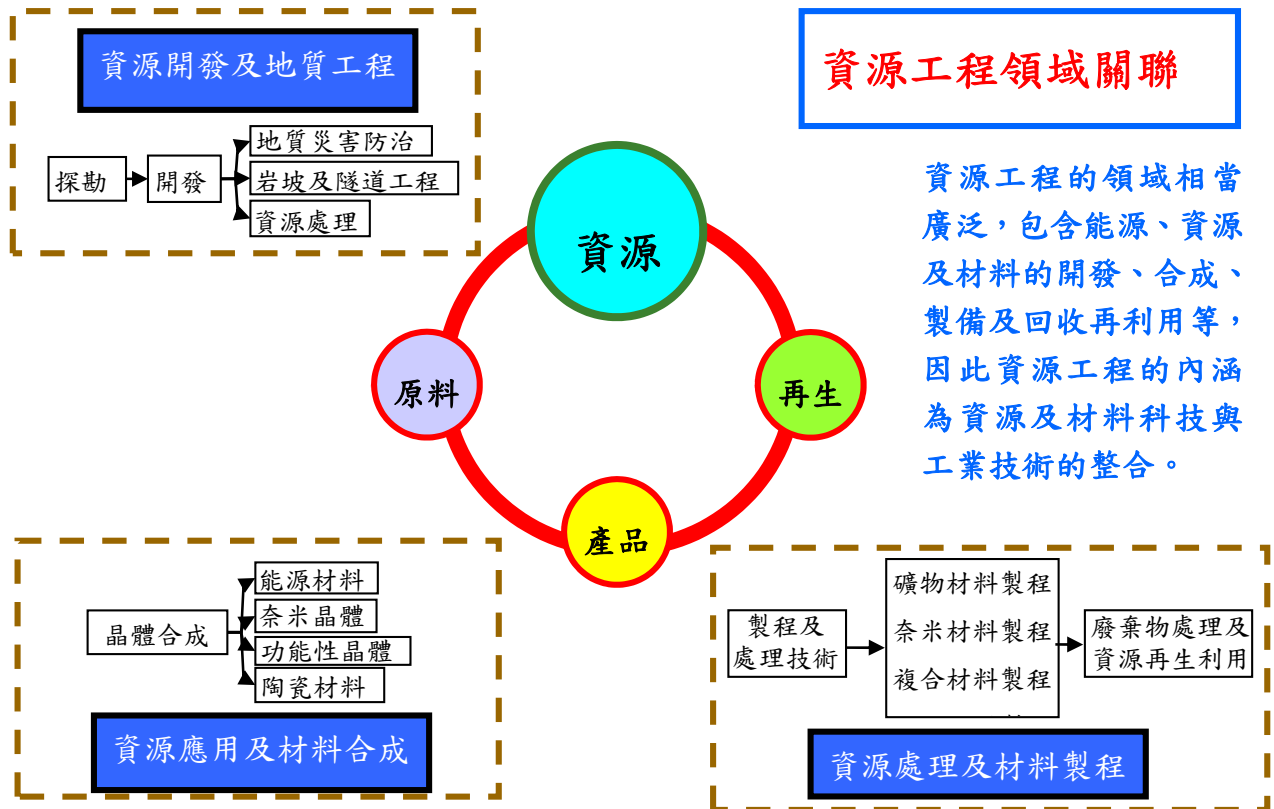 資源開發及地質工程
探勘
開發
地質災害防治
岩坡及隧道工程
資源處理
資源工程領域關聯
資源工程的領域相當
廣泛，包含能源、資源
及材料的開發、合成、
製備及回收再利用等，
因此資源工程的內涵
為資源及材料科技與
工業技術的整合。
資源
原料
再生
產品
晶體合成
能源材料
奈米晶體
功能性晶體
陶瓷材料
資源應用及材料合成
製程及
處理技術
礦物材料製程
奈米材料製程
複合材料製程
廢棄物處理及
資源再生利用
資源處理及材料製程